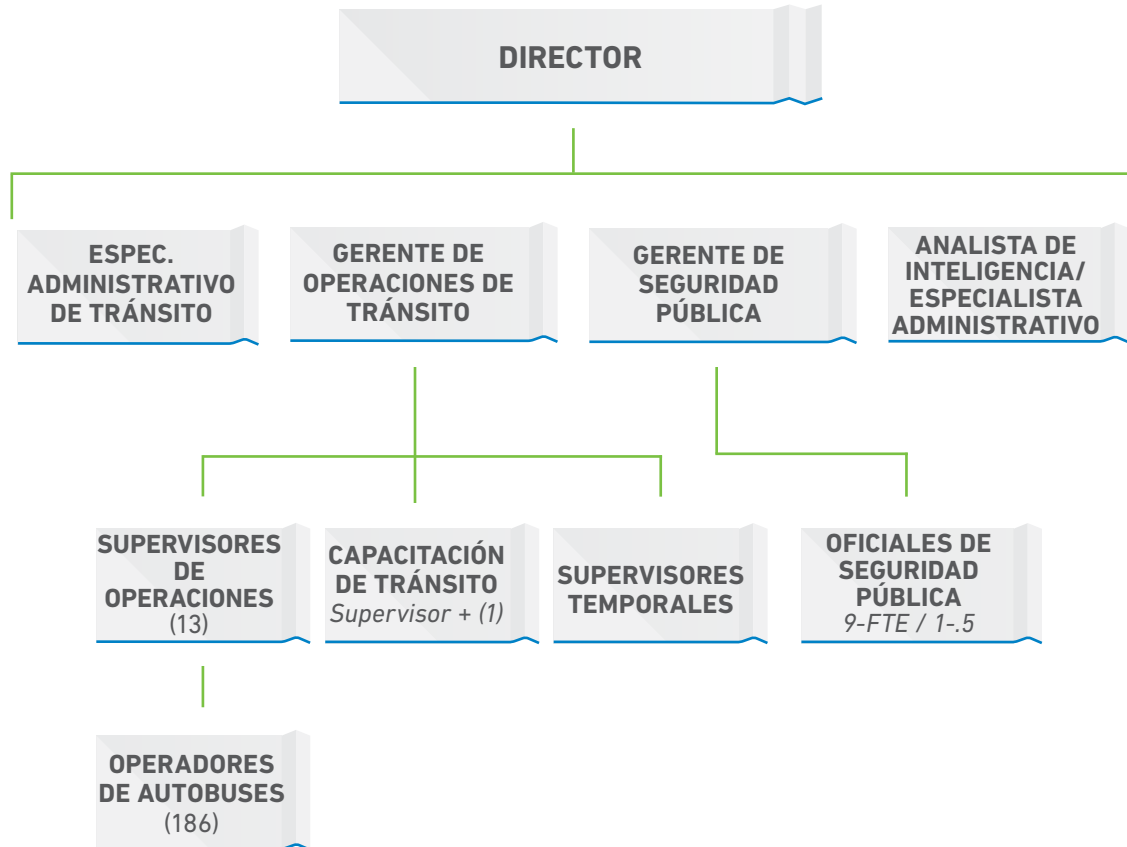 DIRECTOR
ESPEC.
ADMINISTRATIVO
DE TRÁNSITO
GERENTE DE
OPERACIONES DE
TRÁNSITO
GERENTE DE
SEGURIDAD
PÚBLICA
ANALISTA DE
INTELIGENCIA/
ESPECIALISTA
ADMINISTRATIVO
SUPERVISORES
DE
OPERACIONES
(13)
CAPACITACIÓN
DE TRÁNSITO
Supervisor + (1)
SUPERVISORES
TEMPORALES
OFICIALES DE
SEGURIDAD
PÚBLICA
9-FTE / 1-.5
OPERADORES
DE AUTOBUSES
(186)